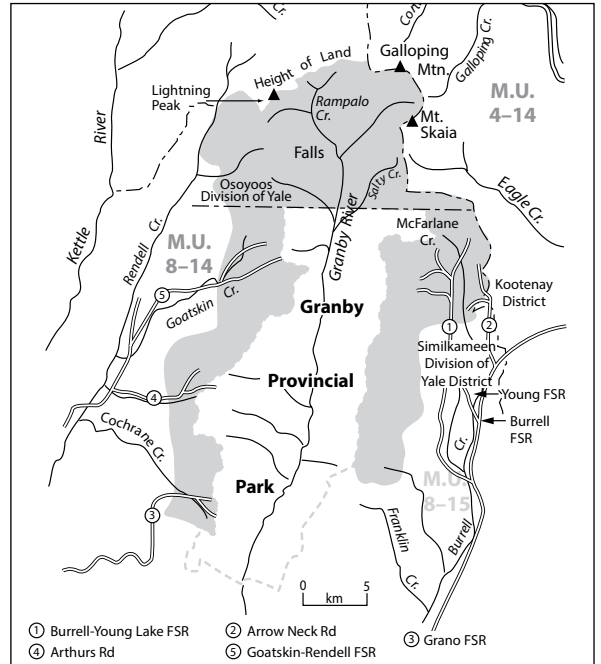 Cr.
Height of Land
Galloping
Mtn.
Galloping Cr.
Lightning
Peak
Rampalo
Cr.
M.U.
4–14
Mt.
Skaia
River
Falls
Salty Cr.
Osoyoos
Division of Yale
Eagle Cr.
Kettle
Rendell Cr.
Granby River
McFarlane
Cr.
M.U.
8–14
Kootenay
District
5
Goatskin Cr.
Granby
1
2
Similkameen
Division of
Yale District
Provincial
4
Young FSR
Burrell
FSR
Cochrane Cr.
Cr.
Park
M.U.
8–15
3
Franklin
Cr.
Burrell
0 5
km
1 Burrell-Young Lake FSR
2 Arrow Neck Rd
3 Grano FSR
4 Arthurs Rd
5 Goatskin-Rendell FSR